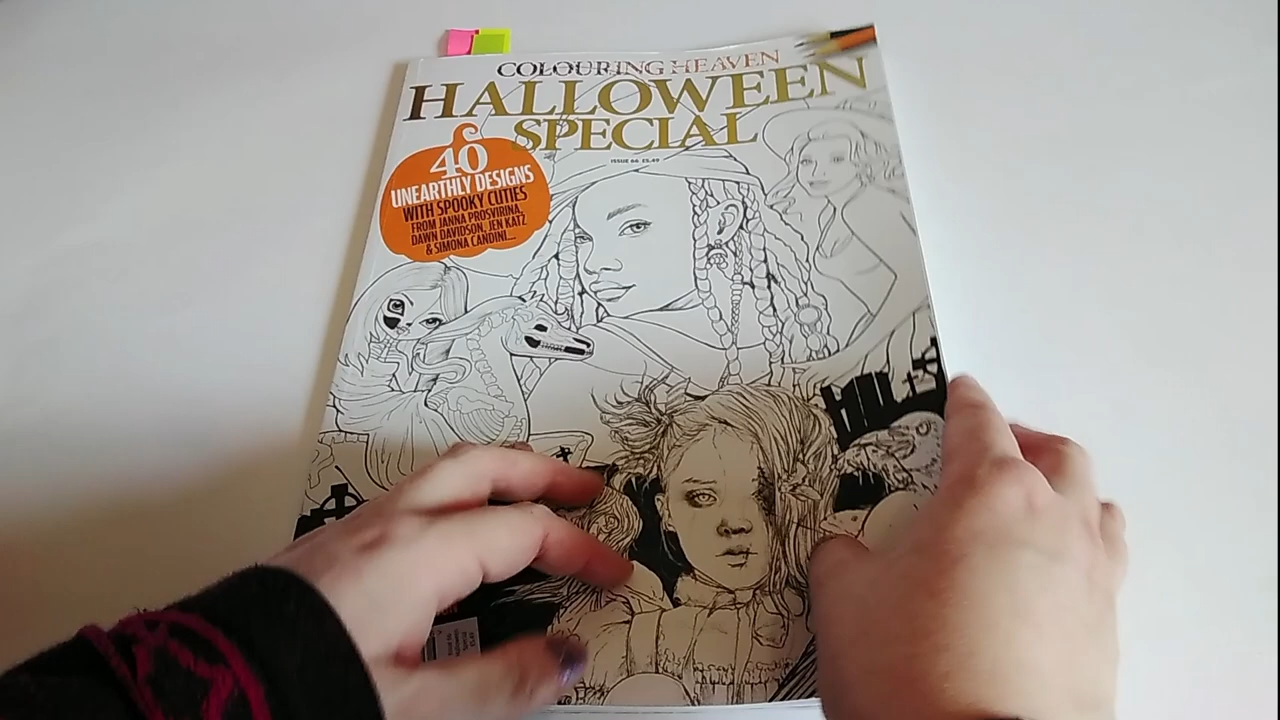 COLOURING HEAVEN
HALLOWEEN
SPECIAL
ISSUE 66 £5.49
40
UNEARTHLY DESIGNS
WITH SPOOKY CUTIES
FROM JANNA PROSVIRINA,
DAWN DAVIDSON, JEN KATZ
& SIMONA CANDINI...